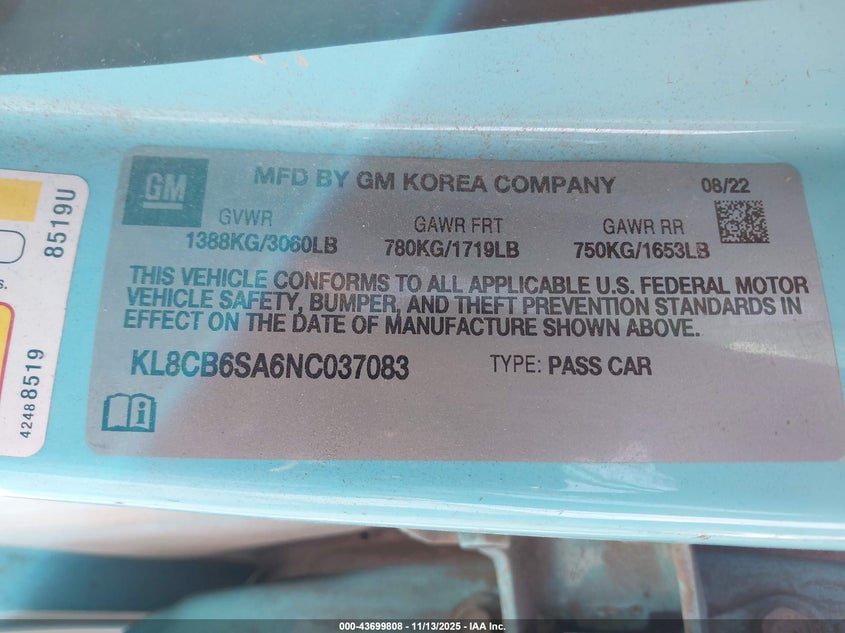 GM
MFD BY GM KOREA COMPANY
08/22
GVWR
1388KG/3060LB
GAWR FRT
780KG/1719LB
GAWR RR
750KG/1653LB
THIS VEHICLE CONFORMS TO ALL APPLICABLE U.S. FEDERAL MOTOR
VEHICLE SAFETY, BUMPER, AND THEFT PREVENTION STANDARDS IN
EFFECT ON THE DATE OF MANUFACTURE SHOWN ABOVE.
KL8CB6SA6NC037083
TYPE: PASS CAR
8519U
s.
42488519
000-43699808 - 11/13/2025 - IAA Inc.